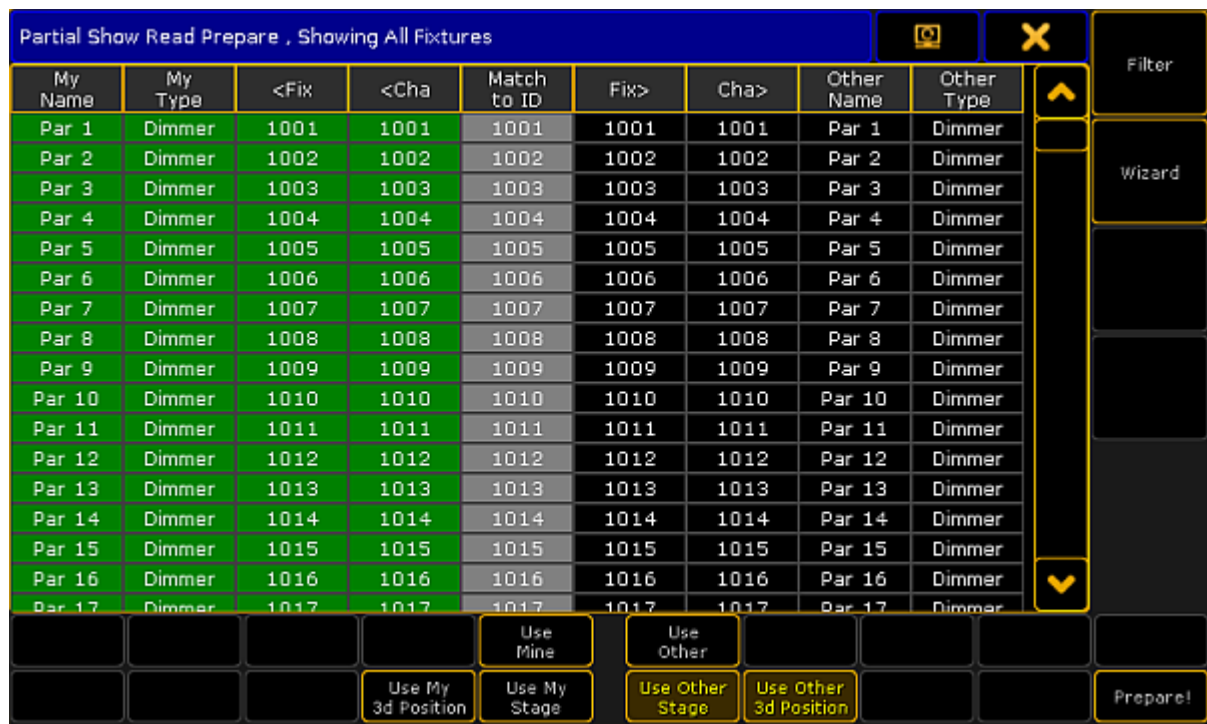 Partial Show Read Prepare , Showing All Fixtures
Filter
My Name My Type <Fix <Cha Match to ID Fix> Cha> Other Name Other Type
Par 1 Dimmer 1001 1001 1001 1001 1001 Par 1 Dimmer
Par 2 Dimmer 1002 1002 1002 1002 1002 Par 2 Dimmer
Wizard
Par 3 Dimmer 1003 1003 1003 1003 1003 Par 3 Dimmer
Par 4 Dimmer 1004 1004 1004 1004 1004 Par 4 Dimmer
Par 5 Dimmer 1005 1005 1005 1005 1005 Par 5 Dimmer
Par 6 Dimmer 1006 1006 1006 1006 1006 Par 6 Dimmer
Par 7 Dimmer 1007 1007 1007 1007 1007 Par 7 Dimmer
Par 8 Dimmer 1008 1008 1008 1008 1008 Par 8 Dimmer
Par 9 Dimmer 1009 1009 1009 1009 1009 Par 9 Dimmer
Par 10 Dimmer 1010 1010 1010 1010 1010 Par 10 Dimmer
Par 11 Dimmer 1011 1011 1011 1011 1011 Par 11 Dimmer
Par 12 Dimmer 1012 1012 1012 1012 1012 Par 12 Dimmer
Par 13 Dimmer 1013 1013 1013 1013 1013 Par 13 Dimmer
Par 14 Dimmer 1014 1014 1014 1014 1014 Par 14 Dimmer
Par 15 Dimmer 1015 1015 1015 1015 1015 Par 15 Dimmer
Par 16 Dimmer 1016 1016 1016 1016 1016 Par 16 Dimmer
Par 17 Dimmer 1017 1017 1017 1017 1017 Par 17 Dimmer
Use Mine Use Other
Use My 3d Position Use My Stage Use Other Stage Use Other 3d Position Prepare!